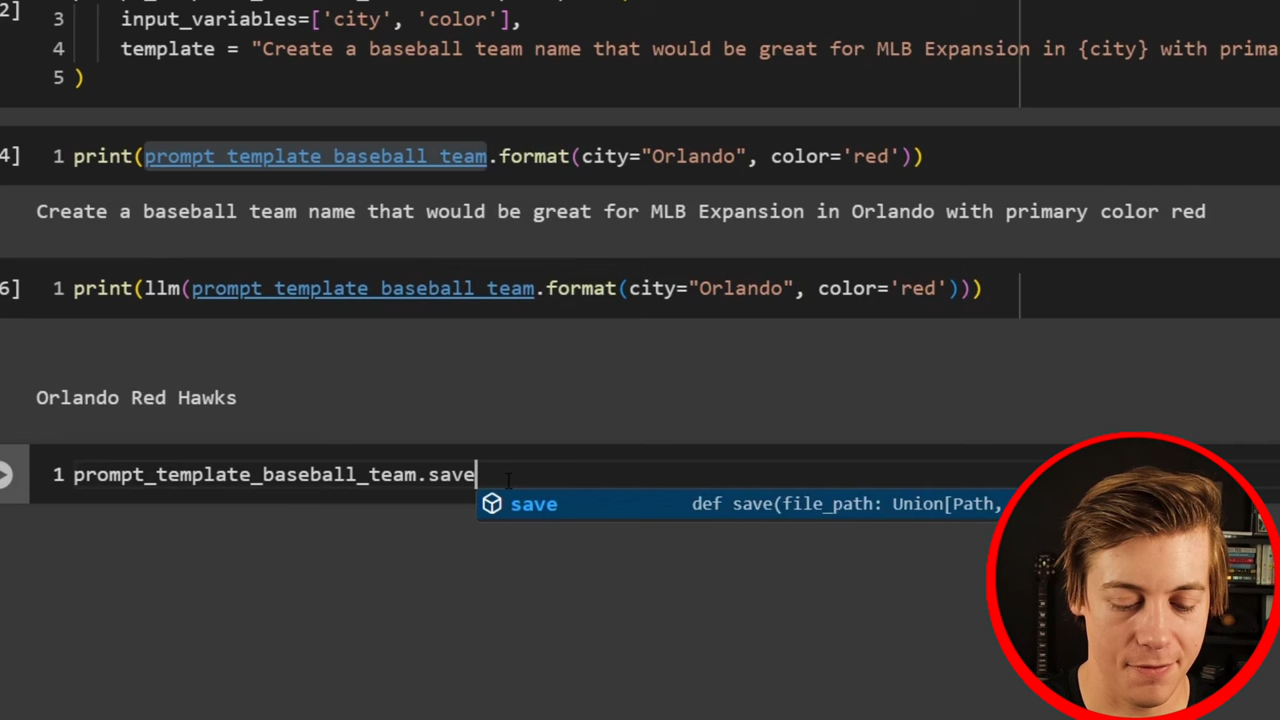 2]
3 input_variables=['city', 'color'],
4 template = "Create a baseball team name that would be great for MLB Expansion in {city} with prima
5 )
4] 1 print(prompt_template_baseball_team.format(city="Orlando", color='red'))
Create a baseball team name that would be great for MLB Expansion in Orlando with primary color red
6] 1 print(llm(prompt_template_baseball_team.format(city="Orlando", color='red')))
Orlando Red Hawks
1 prompt_template_baseball_team.save
save def save(file_path: Union[Path,